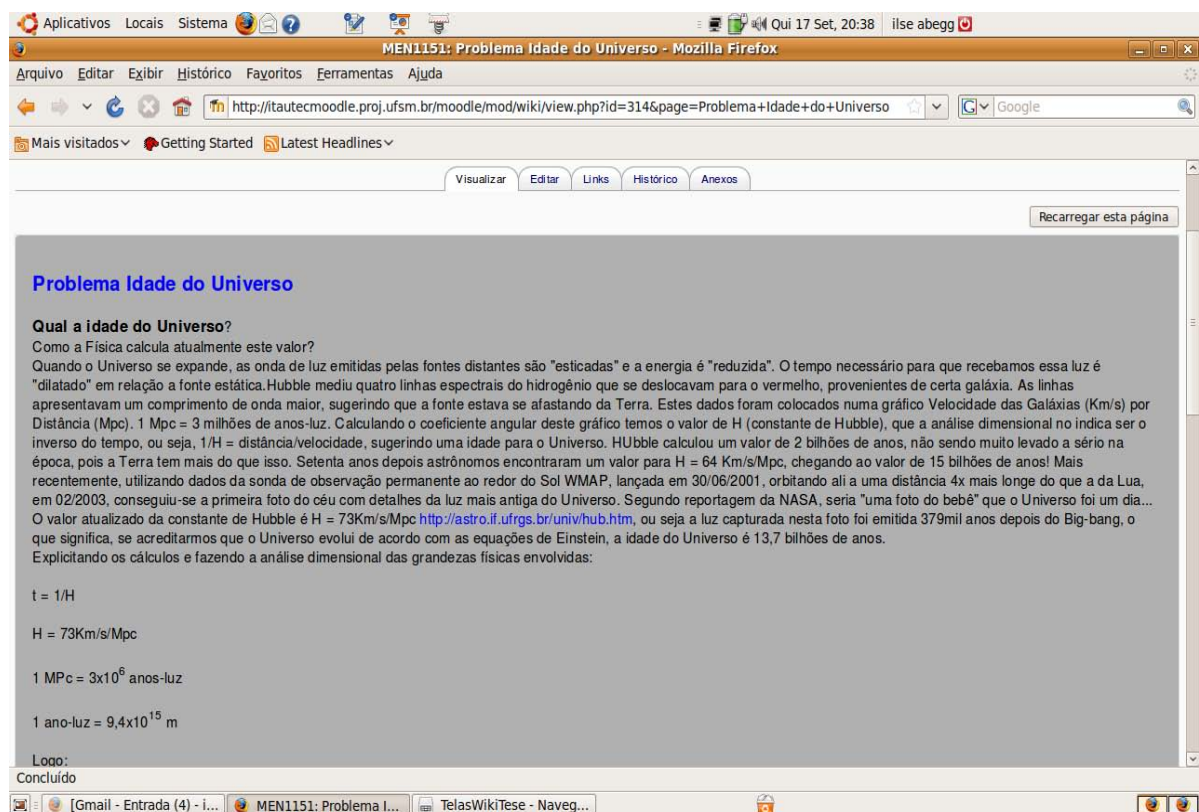 Aplicativos Locais Sistema Qui 17 Set, 20:38 ilse abegg
MEN1151: Problema Idade do Universo - Mozilla Firefox
Arquivo Editar Exibir Histórico Favoritos Ferramentas Ajuda
http://itautecmoodle.proj.ufsm.br/moodle/mod/wiki/view.php?id=314&page=Problema+Idade+do+Universo Google
Mais visitados Getting Started Latest Headlines
Visualizar Editar Links Histórico Anexos
Recarregar esta página
Problema Idade do Universo
Qual a idade do Universo?
Como a Física calcula atualmente este valor?
Quando o Universo se expande, as onda de luz emitidas pelas fontes distantes são "esticadas" e a energia é "reduzida". O tempo necessário para que recebamos essa luz é
"dilatado" em relação a fonte estática.Hubble mediu quatro linhas espectrais do hidrogênio que se deslocavam para o vermelho, provenientes de certa galáxia. As linhas
apresentavam um comprimento de onda maior, sugerindo que a fonte estava se afastando da Terra. Estes dados foram colocados numa gráfico Velocidade das Galáxias (Km/s) por
Distância (Mpc). 1 Mpc = 3 milhões de anos-luz. Calculando o coeficiente angular deste gráfico temos o valor de H (constante de Hubble), que a análise dimensional no indica ser o
inverso do tempo, ou seja, 1/H = distância/velocidade, sugerindo uma idade para o Universo. HUbble calculou um valor de 2 bilhões de anos, não sendo muito levado a sério na
época, pois a Terra tem mais do que isso. Setenta anos depois astrônomos encontraram um valor para H = 64 Km/s/Mpc, chegando ao valor de 15 bilhões de anos! Mais
recentemente, utilizando dados da sonda de observação permanente ao redor do Sol WMAP, lançada em 30/06/2001, orbitando ali a uma distância 4x mais longe do que a da Lua,
em 02/2003, conseguiu-se a primeira foto do céu com detalhes da luz mais antiga do Universo. Segundo reportagem da NASA, seria "uma foto do bebê" que o Universo foi um dia...
O valor atualizado da constante de Hubble é H = 73Km/s/Mpc http://astro.if.ufrgs.br/univ/hub.htm, ou seja a luz capturada nesta foto foi emitida 379mil anos depois do Big-bang, o
que significa, se acreditarmos que o Universo evolui de acordo com as equações de Einstein, a idade do Universo é 13,7 bilhões de anos.
Explicitando os cálculos e fazendo a análise dimensional das grandezas físicas envolvidas:
t = 1/H
H = 73Km/s/Mpc
1 MPc = 3x10⁶ anos-luz
1 ano-luz = 9,4x10¹⁵ m
Logo:
Concluído
[Gmail - Entrada (4) - i... MEN1151: Problema I... TelasWikiTese - Naveg...